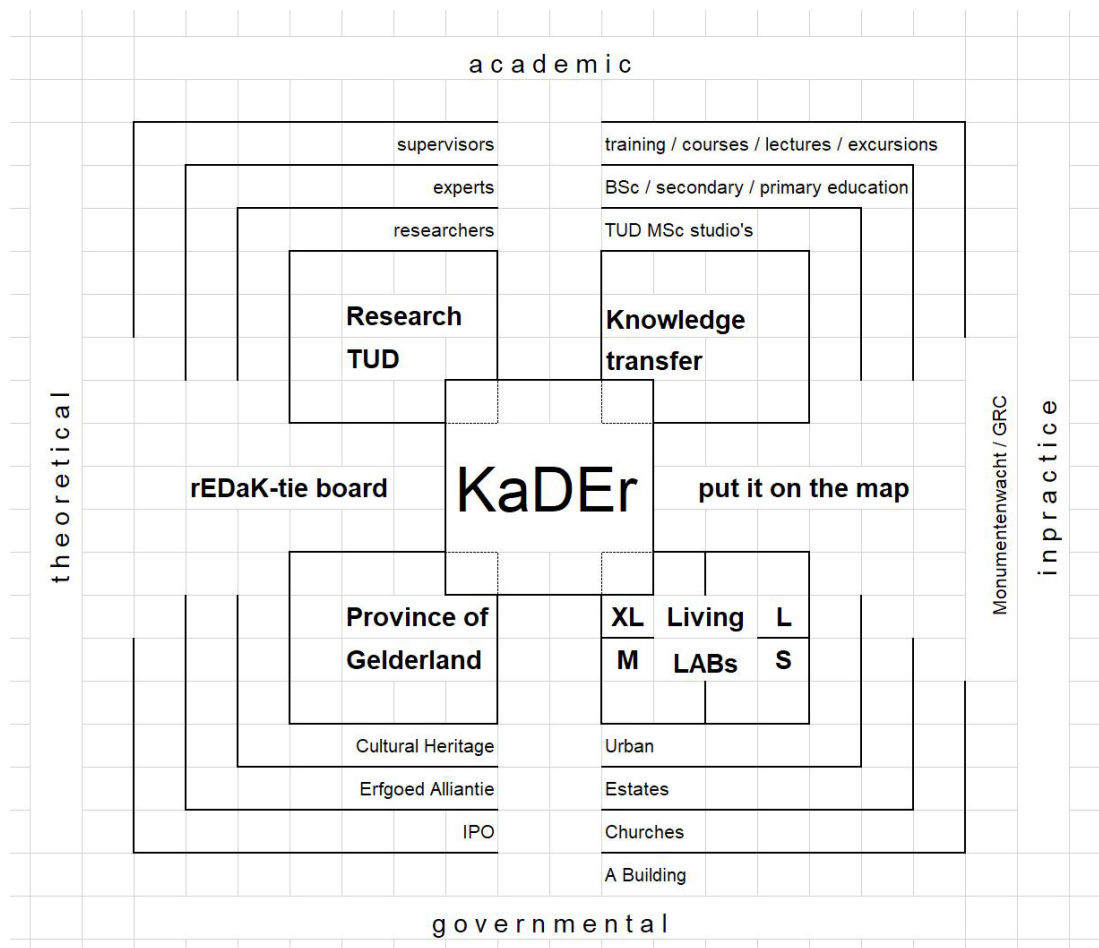 academic
supervisors
training / courses / lectures / excursions
experts
BSc / secondary / primary education
researchers
TUD MSc studio's
Research
TUD
Knowledge
transfer
theoretical
rEDaK-tie board
KaDEr
put it on the map
Monumentenwacht / GRC
inpractice
Province of
Gelderland
XL Living L
M LABs S
Cultural Heritage
Urban
Erfgoed Alliantie
Estates
IPO
Churches
A Building
governmental